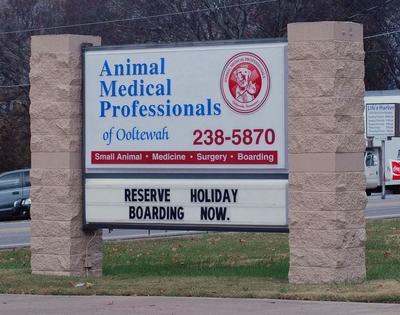 Animal
Medical
Professionals
of Ooltewah
238-5870
Small Animal • Medicine • Surgery • Boarding
RESERVE HOLIDAY
BOARDING NOW.